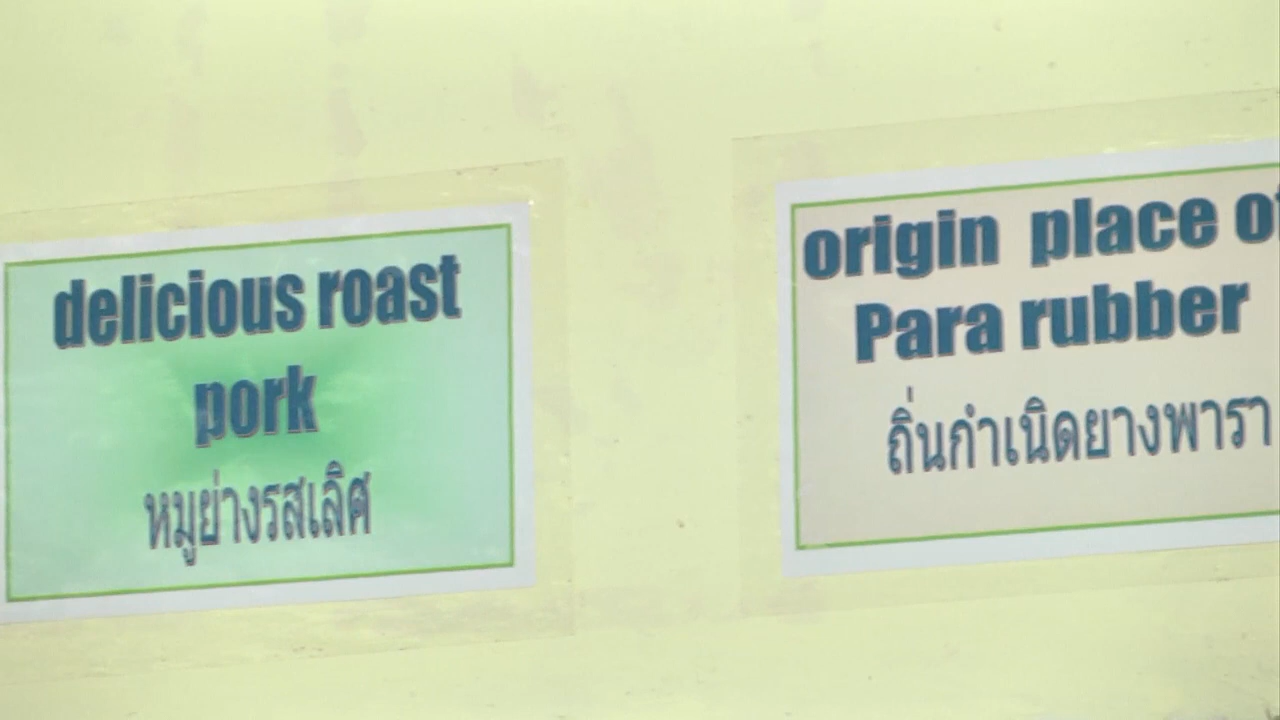 delicious roast
pork
หมูย่างรสเลิศ
origin place of
Para rubber
ถิ่นกำเนิดยางพารา